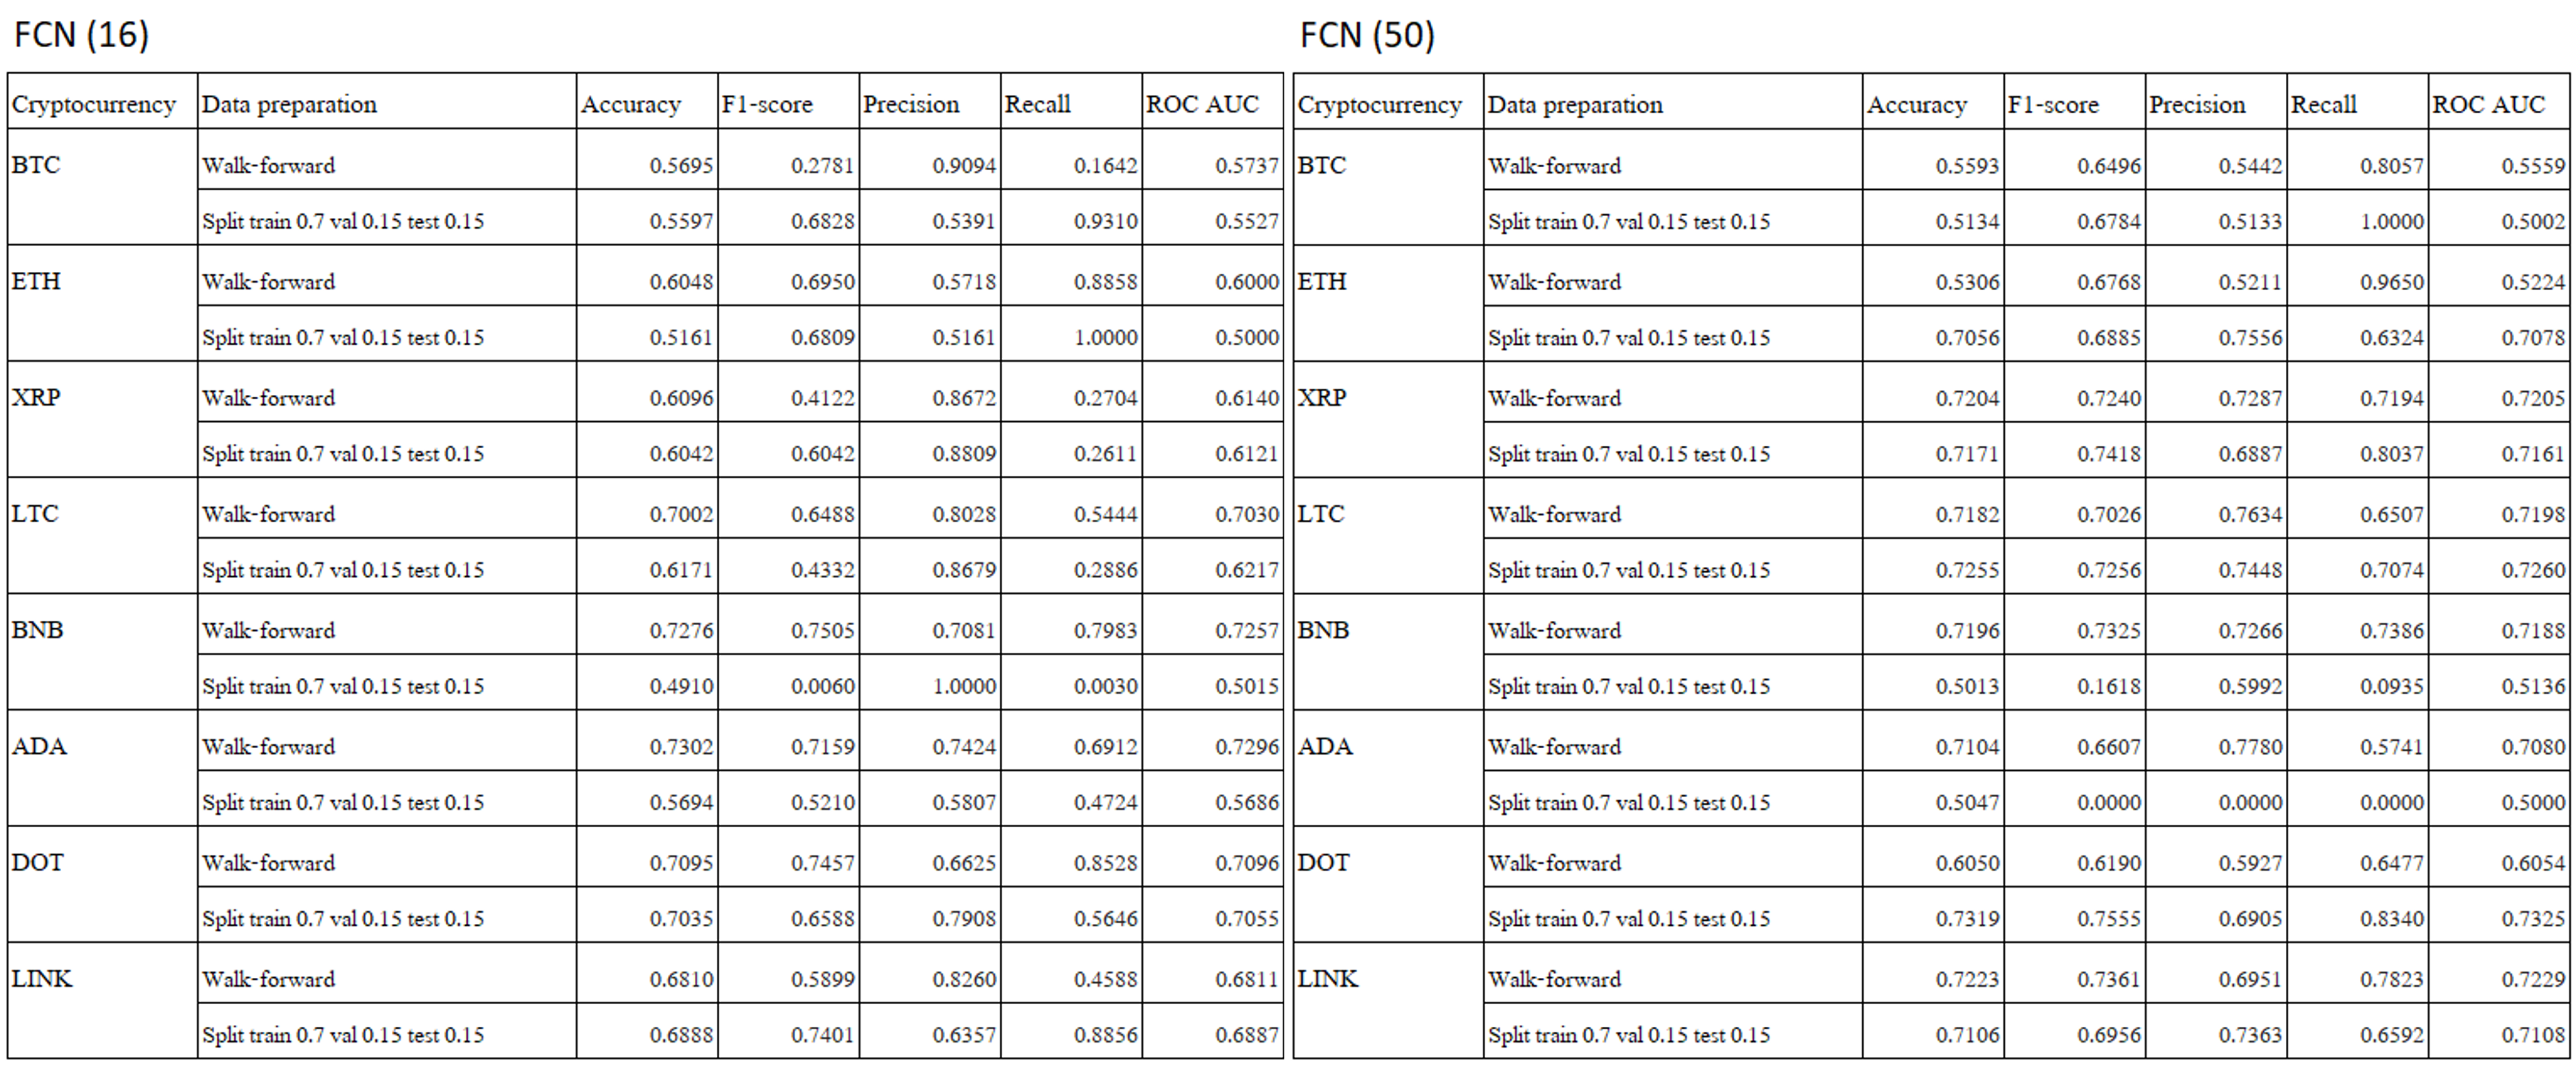 FCN (16)
Cryptocurrency Data preparation Accuracy F1-score Precision Recall ROC AUC
BTC Walk-forward 0.5695 0.2781 0.9094 0.1642 0.5737
Split train 0.7 val 0.15 test 0.15 0.5597 0.6828 0.5391 0.9310 0.5527
ETH Walk-forward 0.6048 0.6950 0.5718 0.8858 0.6000
Split train 0.7 val 0.15 test 0.15 0.5161 0.6809 0.5161 1.0000 0.5000
XRP Walk-forward 0.6096 0.4122 0.8672 0.2704 0.6140
Split train 0.7 val 0.15 test 0.15 0.6042 0.6042 0.8809 0.2611 0.6121
LTC Walk-forward 0.7002 0.6488 0.8028 0.5444 0.7030
Split train 0.7 val 0.15 test 0.15 0.6171 0.4332 0.8679 0.2886 0.6217
BNB Walk-forward 0.7276 0.7505 0.7081 0.7983 0.7257
Split train 0.7 val 0.15 test 0.15 0.4910 0.0060 1.0000 0.0030 0.5015
ADA Walk-forward 0.7302 0.7159 0.7424 0.6912 0.7296
Split train 0.7 val 0.15 test 0.15 0.5694 0.5210 0.5807 0.4724 0.5686
DOT Walk-forward 0.7095 0.7457 0.6625 0.8528 0.7096
Split train 0.7 val 0.15 test 0.15 0.7035 0.6588 0.7908 0.5646 0.7055
LINK Walk-forward 0.6810 0.5899 0.8260 0.4588 0.6811
Split train 0.7 val 0.15 test 0.15 0.6888 0.7401 0.6357 0.8856 0.6887
FCN (50)
Cryptocurrency Data preparation Accuracy F1-score Precision Recall ROC AUC
BTC Walk-forward 0.5593 0.6496 0.5442 0.8057 0.5559
Split train 0.7 val 0.15 test 0.15 0.5134 0.6784 0.5133 1.0000 0.5002
ETH Walk-forward 0.5306 0.6768 0.5211 0.9650 0.5224
Split train 0.7 val 0.15 test 0.15 0.7056 0.6885 0.7556 0.6324 0.7078
XRP Walk-forward 0.7204 0.7240 0.7287 0.7194 0.7205
Split train 0.7 val 0.15 test 0.15 0.7171 0.7418 0.6887 0.8037 0.7161
LTC Walk-forward 0.7182 0.7026 0.7634 0.6507 0.7198
Split train 0.7 val 0.15 test 0.15 0.7255 0.7256 0.7448 0.7074 0.7260
BNB Walk-forward 0.7196 0.7325 0.7266 0.7386 0.7188
Split train 0.7 val 0.15 test 0.15 0.5013 0.1618 0.5992 0.0935 0.5136
ADA Walk-forward 0.7104 0.6607 0.7780 0.5741 0.7080
Split train 0.7 val 0.15 test 0.15 0.5047 0.0000 0.0000 0.0000 0.5000
DOT Walk-forward 0.6050 0.6190 0.5927 0.6477 0.6054
Split train 0.7 val 0.15 test 0.15 0.7319 0.7555 0.6905 0.8340 0.7325
LINK Walk-forward 0.7223 0.7361 0.6951 0.7823 0.7229
Split train 0.7 val 0.15 test 0.15 0.7106 0.6956 0.7363 0.6592 0.7108